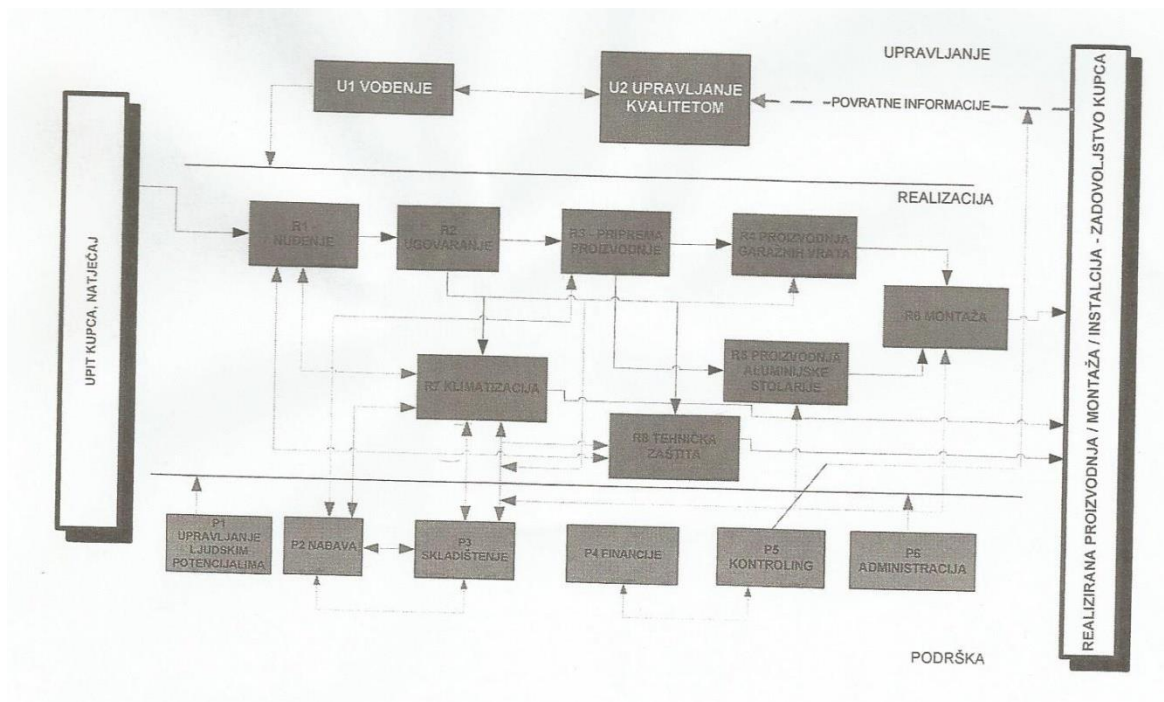 UPRAVLJANJE
U1 VOĐENJE
U2 UPRAVLJANJE
KVALITETOM
POVRATNE INFORMACIJE
REALIZACIJA
UPIT KUPCA, NATJEČAJ
R1 -
NUĐENJE
R2
UGOVARANJE
R3 - PRIPREMA
PROIZVODNJE
R4 PROIZVODNJA
GARAŽNIH VRATA
R6 MONTAŽA
R5 PROIZVODNJA
ALUMINIJSKE
STOLARIJE
R7 KLIMATIZACIJA
R8 TEHNIČKA
ZAŠTITA
P1
UPRAVLJANJE
LJUDSKIM
POTENCIJALIMA
P2 NABAVA
P3
SKLADIŠTENJE
P4 FINANCIJE
P5
KONTROLING
P6
ADMINISTRACIJA
PODRŠKA
REALIZIRANA PROIZVODNJA / MONTAŽA / INSTALCIJA - ZADOVOLJSTVO KUPCA